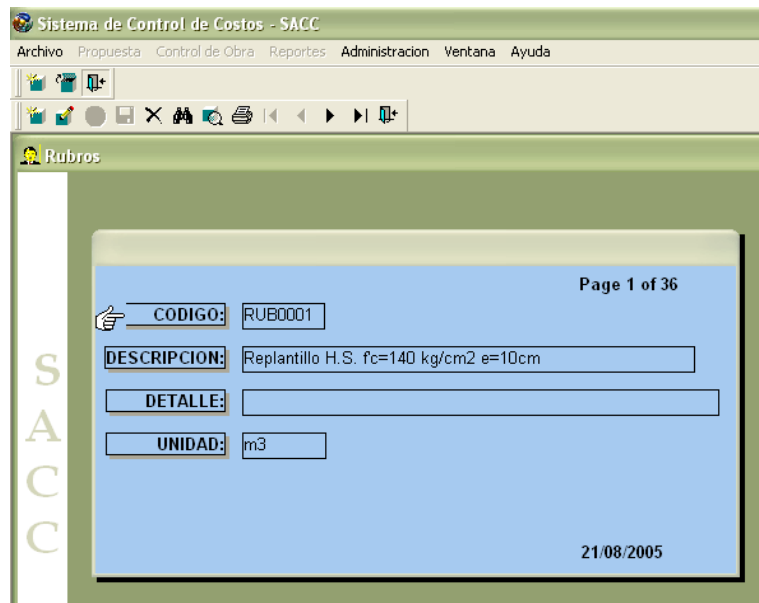 Sistema de Control de Costos - SACC
Archivo Propuesta Control de Obra Reportes Administracion Ventana Ayuda
Rubros
Page 1 of 36
CODIGO: RUB0001
DESCRIPCION: Replantillo H.S. f'c=140 kg/cm2 e=10cm
DETALLE:
UNIDAD: m3
21/08/2005
S
A
C
C